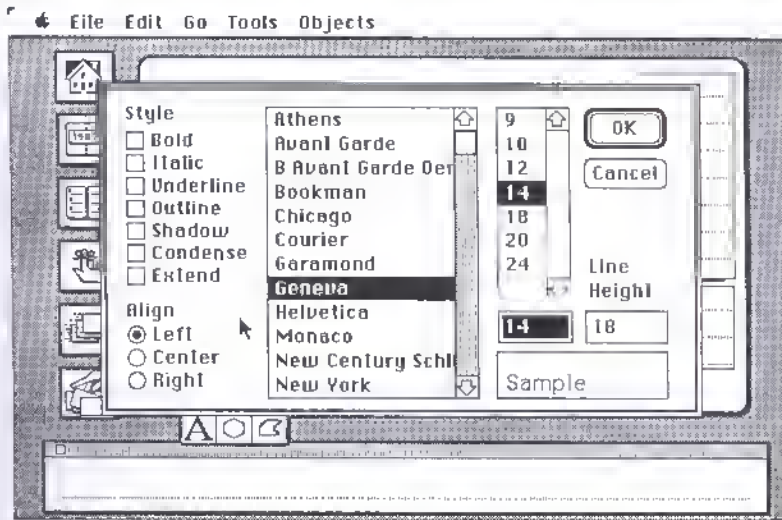 File Edit Go Tools Objects
Style
Bold
Italic
Underline
Outline
Shadow
Condense
Extend
Align
Left
Center
Right
Athens
Avant Garde
B Avant Garde Dem
Bookman
Chicago
Courier
Garamond
Geneva
Helvetica
Monaco
New Century Schl
New York
9
10
12
14
18
20
24
14
OK
Cancel
Line
Height
18
Sample
A